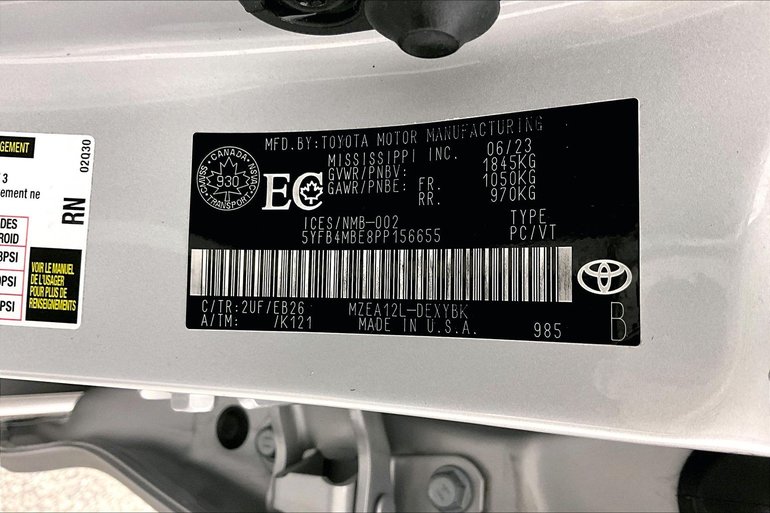 GEMENT
3
ement ne
DES
ROID
PSI
PSI
PSI
02Q30
RN
VOIR LE MANUEL
DE L'USAGER
POUR PLUS DE
RENSEIGNEMENTS
CANADA
930
TRANSPORT
NSVAC
CMVSS
EC
MFD. BY: TOYOTA MOTOR MANUFACTURING
MISSISSIPPI INC. 06/23
GVWR/PNBV: 1845KG
GAWR/PNBE: FR. 1050KG
RR. 970KG
ICES/NMB-002 TYPE
5YFB4MBE8PP156655 PC/VT
C/TR: 2UF/EB26 MZEA12L-DEXYBK
A/TM: /K121 MADE IN U.S.A. 985
B